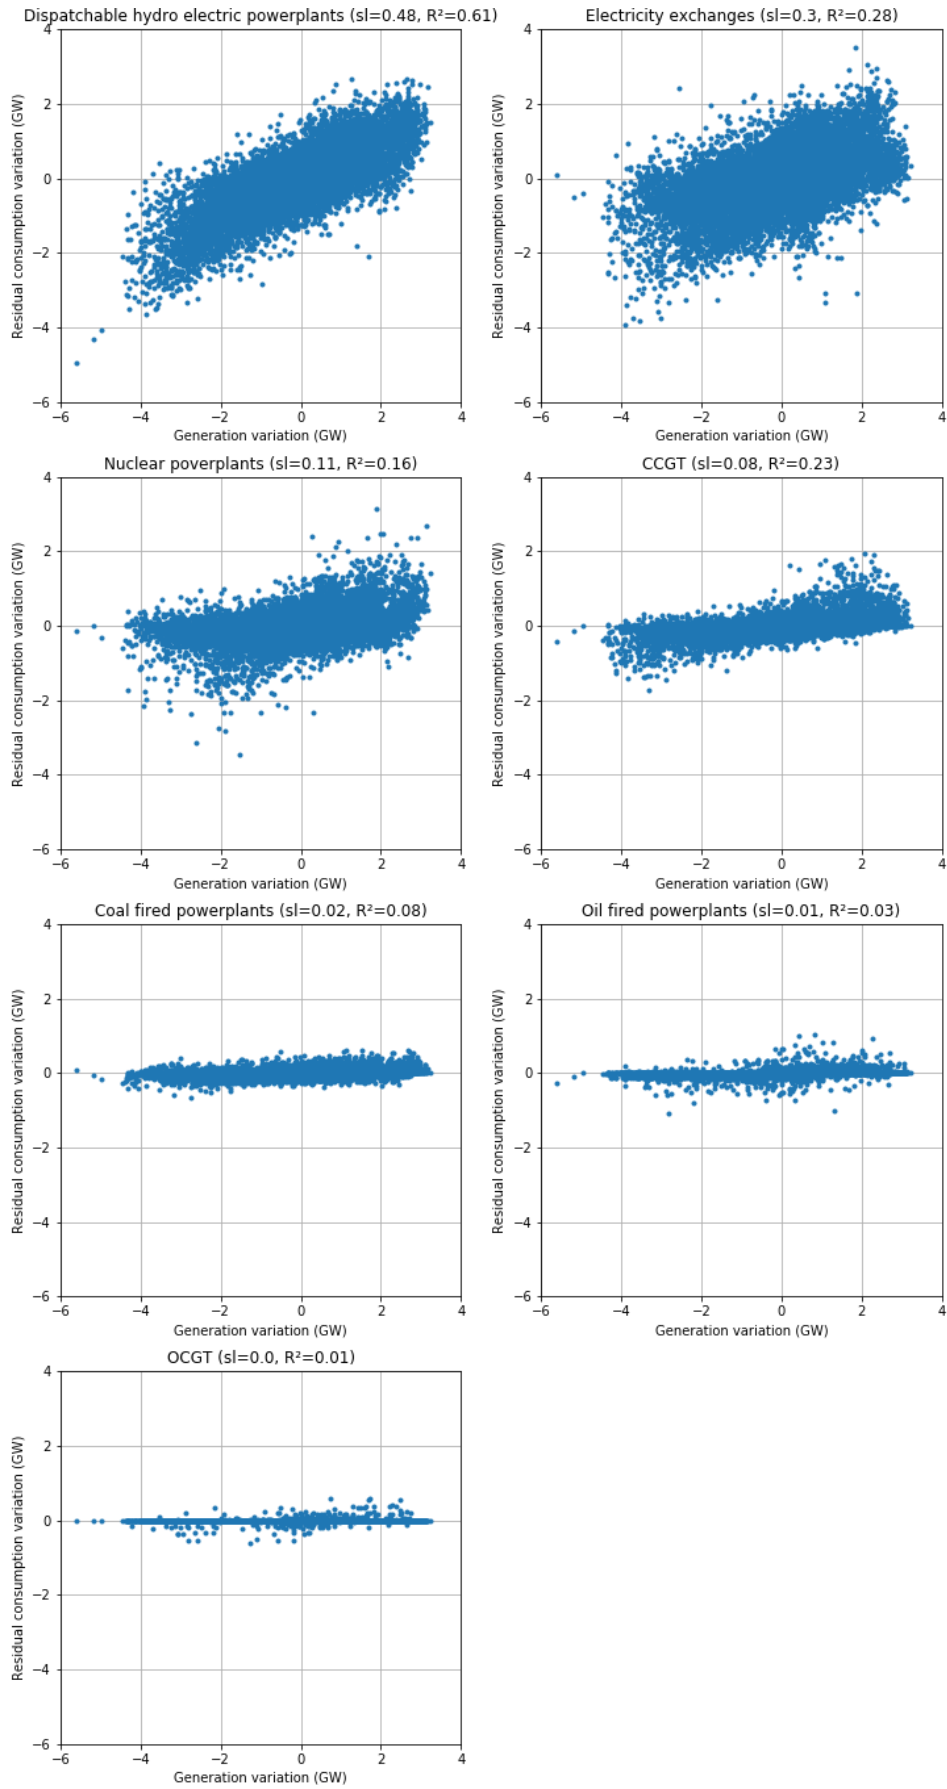 Dispatchable hydro electric powerplants (sl=0.48, R²=0.61)
4
2
0
−2
−4
−6
−6 −4 −2 0 2 4
Residual consumption variation (GW)
Generation variation (GW)
Electricity exchanges (sl=0.3, R²=0.28)
4
2
0
−2
−4
−6
−6 −4 −2 0 2 4
Residual consumption variation (GW)
Generation variation (GW)
Nuclear poverplants (sl=0.11, R²=0.16)
4
2
0
−2
−4
−6
−6 −4 −2 0 2 4
Residual consumption variation (GW)
Generation variation (GW)
CCGT (sl=0.08, R²=0.23)
4
2
0
−2
−4
−6
−6 −4 −2 0 2 4
Residual consumption variation (GW)
Generation variation (GW)
Coal fired powerplants (sl=0.02, R²=0.08)
4
2
0
−2
−4
−6
−6 −4 −2 0 2 4
Residual consumption variation (GW)
Generation variation (GW)
Oil fired powerplants (sl=0.01, R²=0.03)
4
2
0
−2
−4
−6
−6 −4 −2 0 2 4
Residual consumption variation (GW)
Generation variation (GW)
OCGT (sl=0.0, R²=0.01)
4
2
0
−2
−4
−6
−6 −4 −2 0 2 4
Residual consumption variation (GW)
Generation variation (GW)